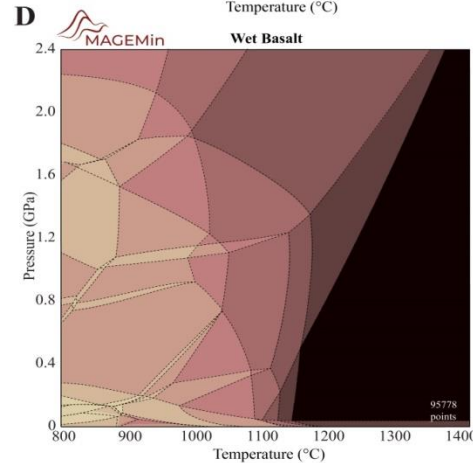 Temperature (°C)
D
MAGEMin
Wet Basalt
2.4
2.0
1.6
1.2
0.8
0.4
0
Pressure (GPa)
95778
points
800 900 1000 1100 1200 1300 1400
Temperature (°C)